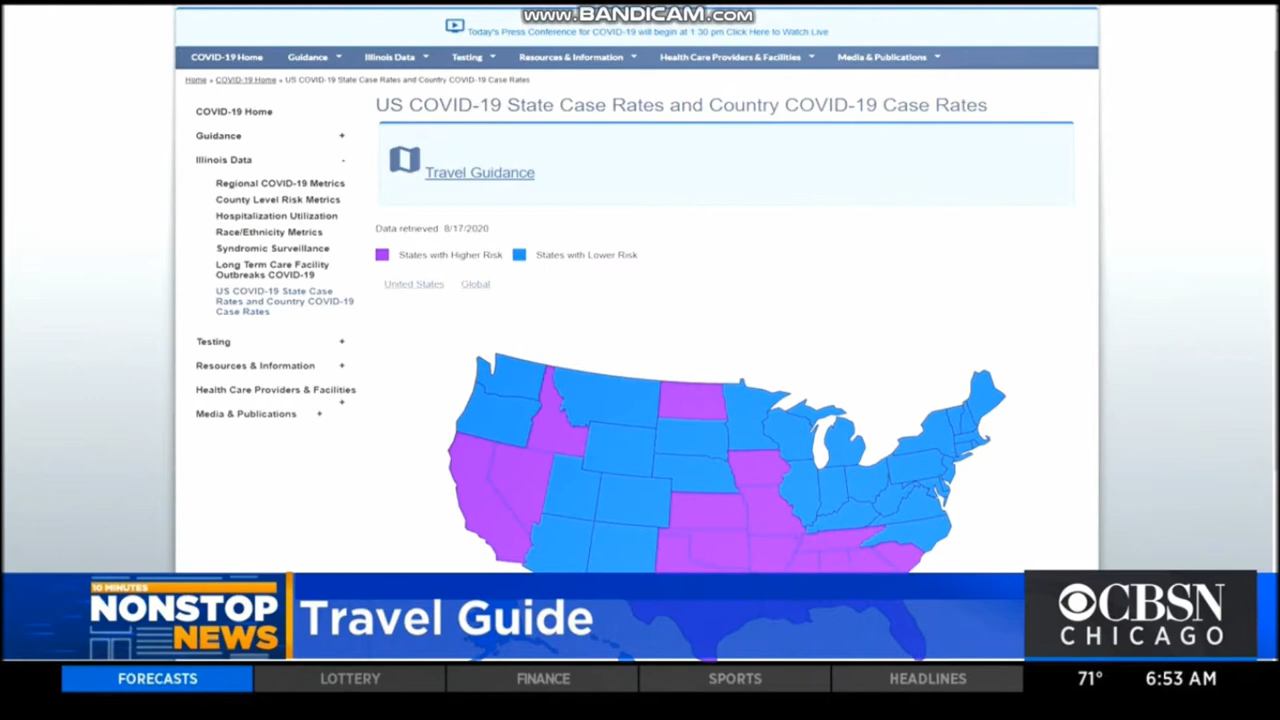 www.BANDICAM.com
Today's Press Conference for COVID-19 will begin at 1:30 pm Click Here to Watch Live
COVID-19 Home Guidance Illinois Data Testing Resources & Information Health Care Providers & Facilities Media & Publications
Home » COVID-19 Home » US COVID-19 State Case Rates and Country COVID-19 Case Rates
COVID-19 Home
Guidance +
Illinois Data -
Regional COVID-19 Metrics
County Level Risk Metrics
Hospitalization Utilization
Race/Ethnicity Metrics
Syndromic Surveillance
Long Term Care Facility
Outbreaks COVID-19
US COVID-19 State Case
Rates and Country COVID-19
Case Rates
Testing +
Resources & Information +
Health Care Providers & Facilities
+
Media & Publications +
US COVID-19 State Case Rates and Country COVID-19 Case Rates
Travel Guidance
Data retrieved 8/17/2020
States with Higher Risk States with Lower Risk
United States Global
10 MINUTES
NONSTOP
NEWS
Travel Guide
CBSN
CHICAGO
FORECASTS LOTTERY FINANCE SPORTS HEADLINES 71° 6:53 AM